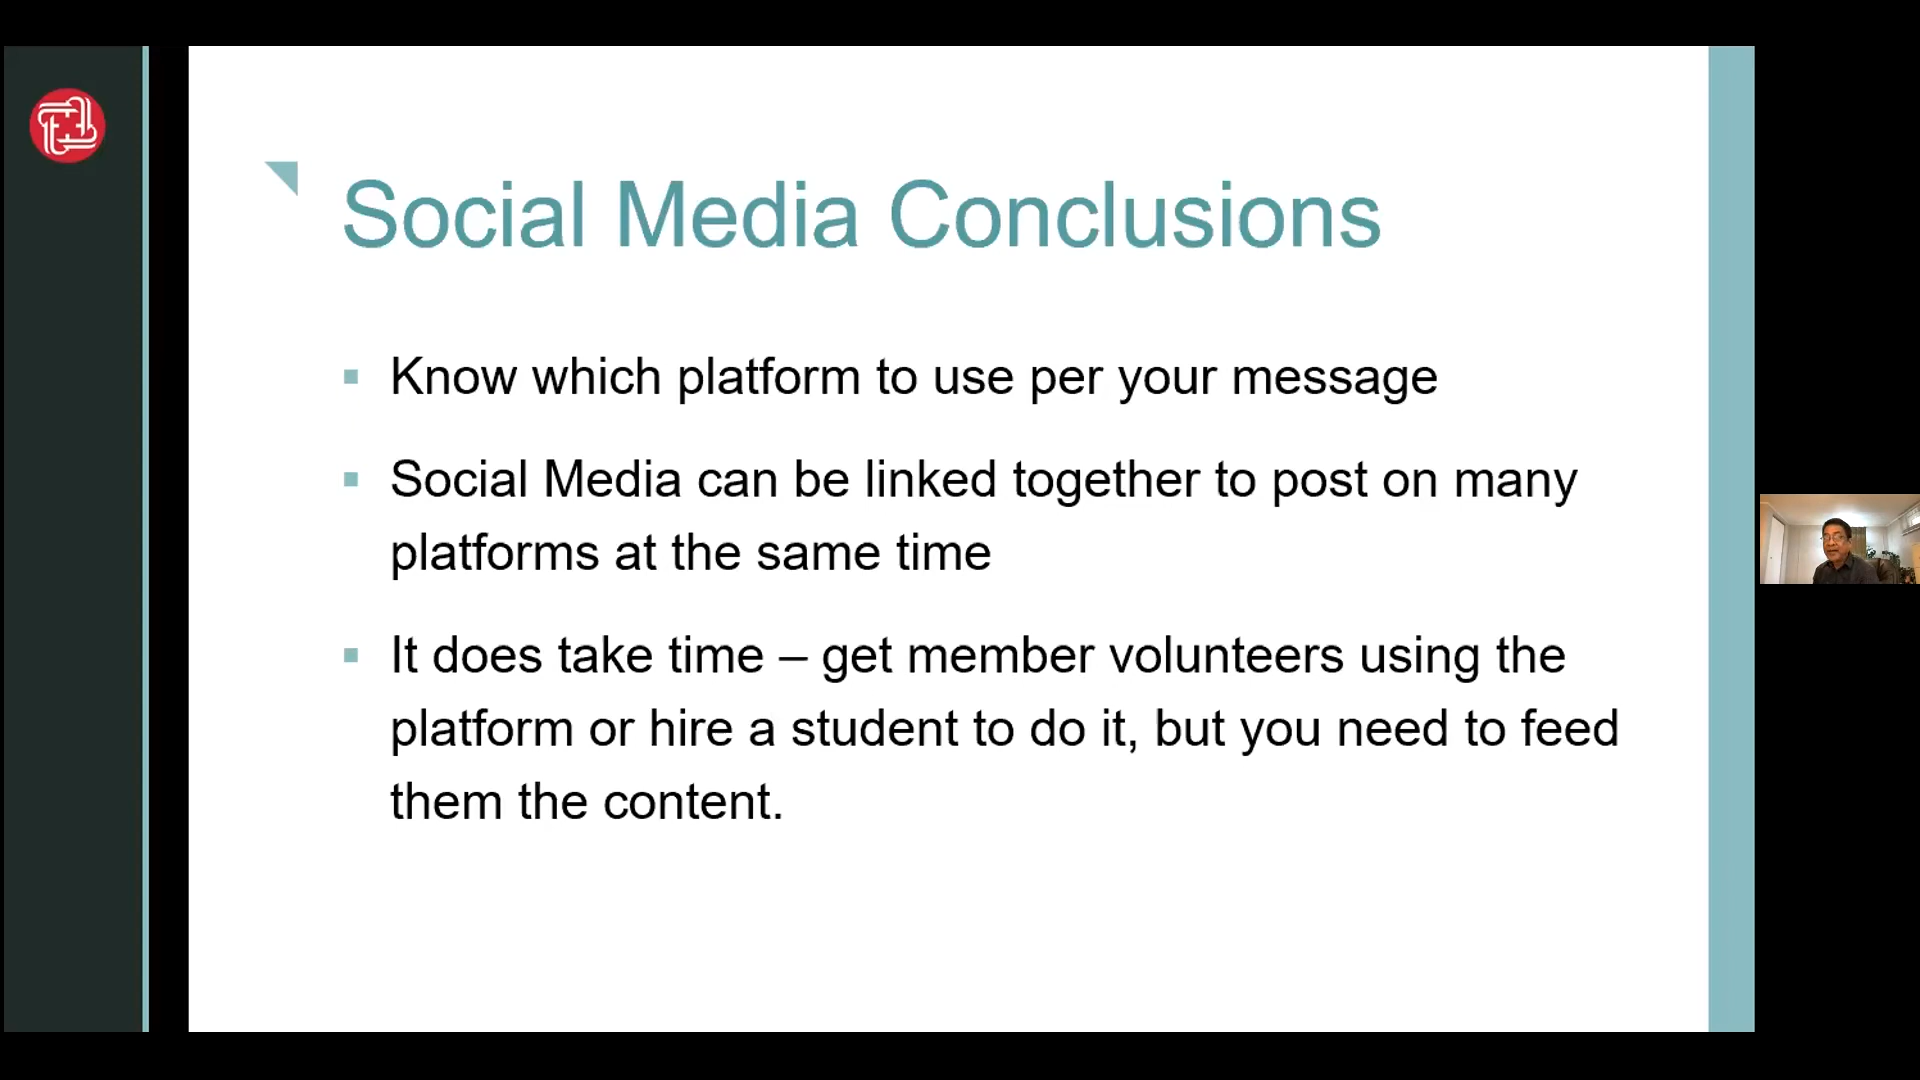 Social Media Conclusions
Know which platform to use per your message
Social Media can be linked together to post on many
platforms at the same time
It does take time – get member volunteers using the
platform or hire a student to do it, but you need to feed
them the content.